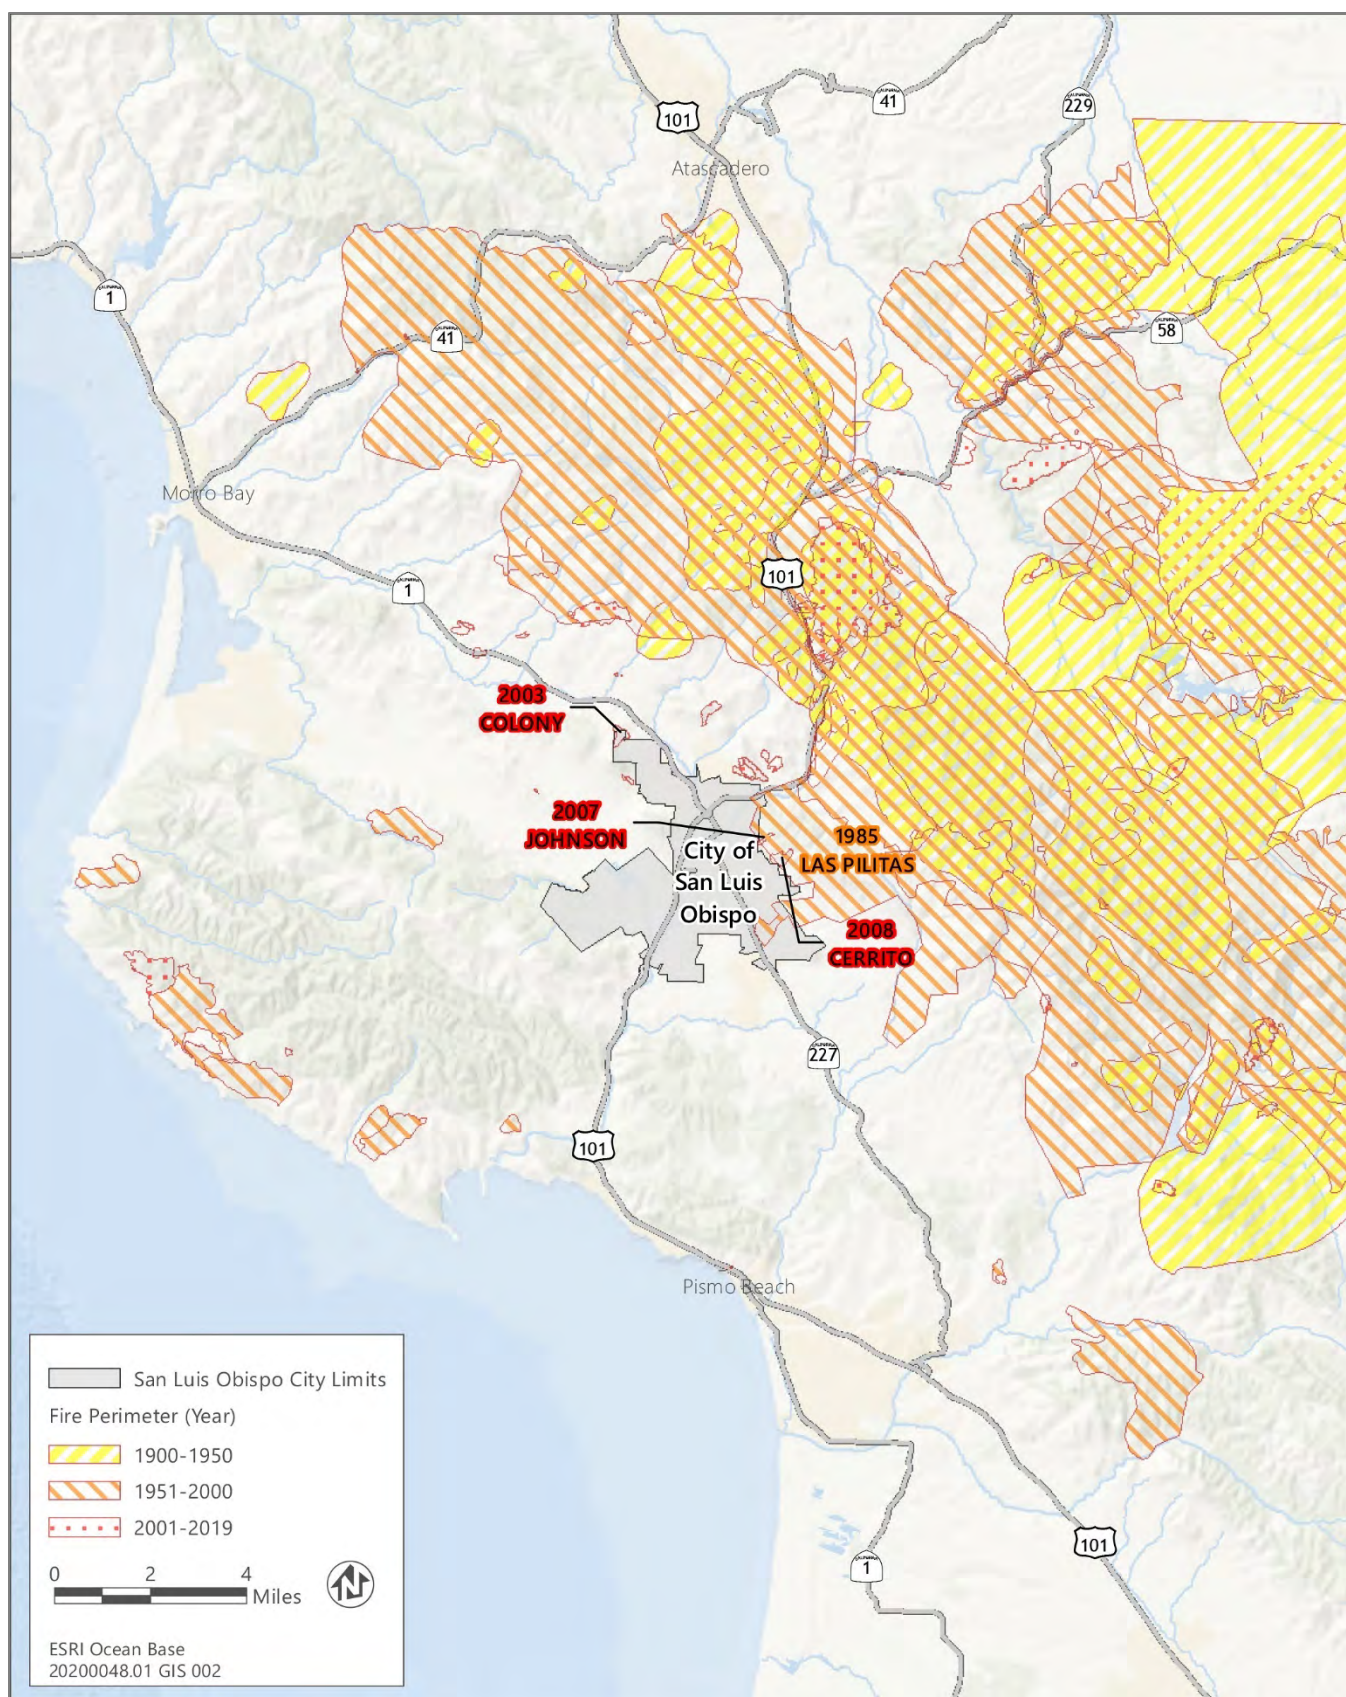 41
229
101
Atascadero
1
41
58
Morro Bay
101
1
2003
COLONY
2007
JOHNSON
1985
LAS PILITAS
City of
San Luis
Obispo
2008
CERRITO
227
101
Pismo Beach
San Luis Obispo City Limits
Fire Perimeter (Year)
1900-1950
1951-2000
2001-2019
0 2 4
Miles
N
101
1
ESRI Ocean Base
20200048.01 GIS 002